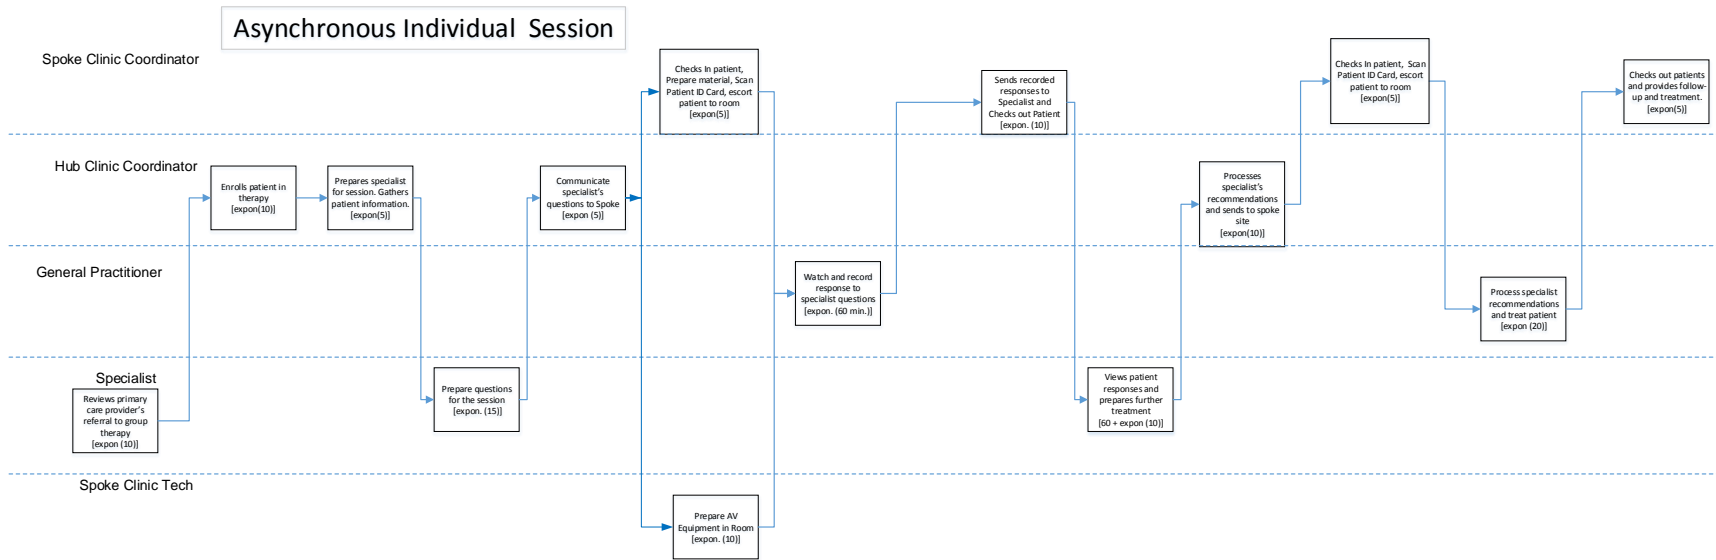 Asynchronous Individual  Session
Spoke Clinic Coordinator
Checks In patient,
Prepare material, Scan
Patient ID Card, escort
patient to room
[expon(5)]
Sends recorded
responses to
Specialist and
Checks out Patient
[expon. (10)]
Checks In patient,  Scan
Patient ID Card, escort
patient to room
[expon(5)]
Checks out patients
and provides follow-
up and treatment.
[expon(5)]
Hub Clinic Coordinator
Enrolls patient in
therapy
[expon(10)]
Prepares specialist
for session. Gathers
patient information.
[expon(5)]
Communicate
specialist's
questions to Spoke
[expon (5)]
Processes
specialist's
recommendations
and sends to spoke
site
[expon(10)]
General Practitioner
Watch and record
response to
specialist questions
[expon. (60 min.)]
Process specialist
recommendations
and treat patient
[expon (20)]
Specialist
Reviews primary
care provider's
referral to group
therapy
[expon (10)]
Prepare questions
for the session
[expon. (15)]
Views patient
responses and
prepares further
treatment
[60 + expon (10)]
Spoke Clinic Tech
Prepare AV
Equipment in Room
[expon. (10)]